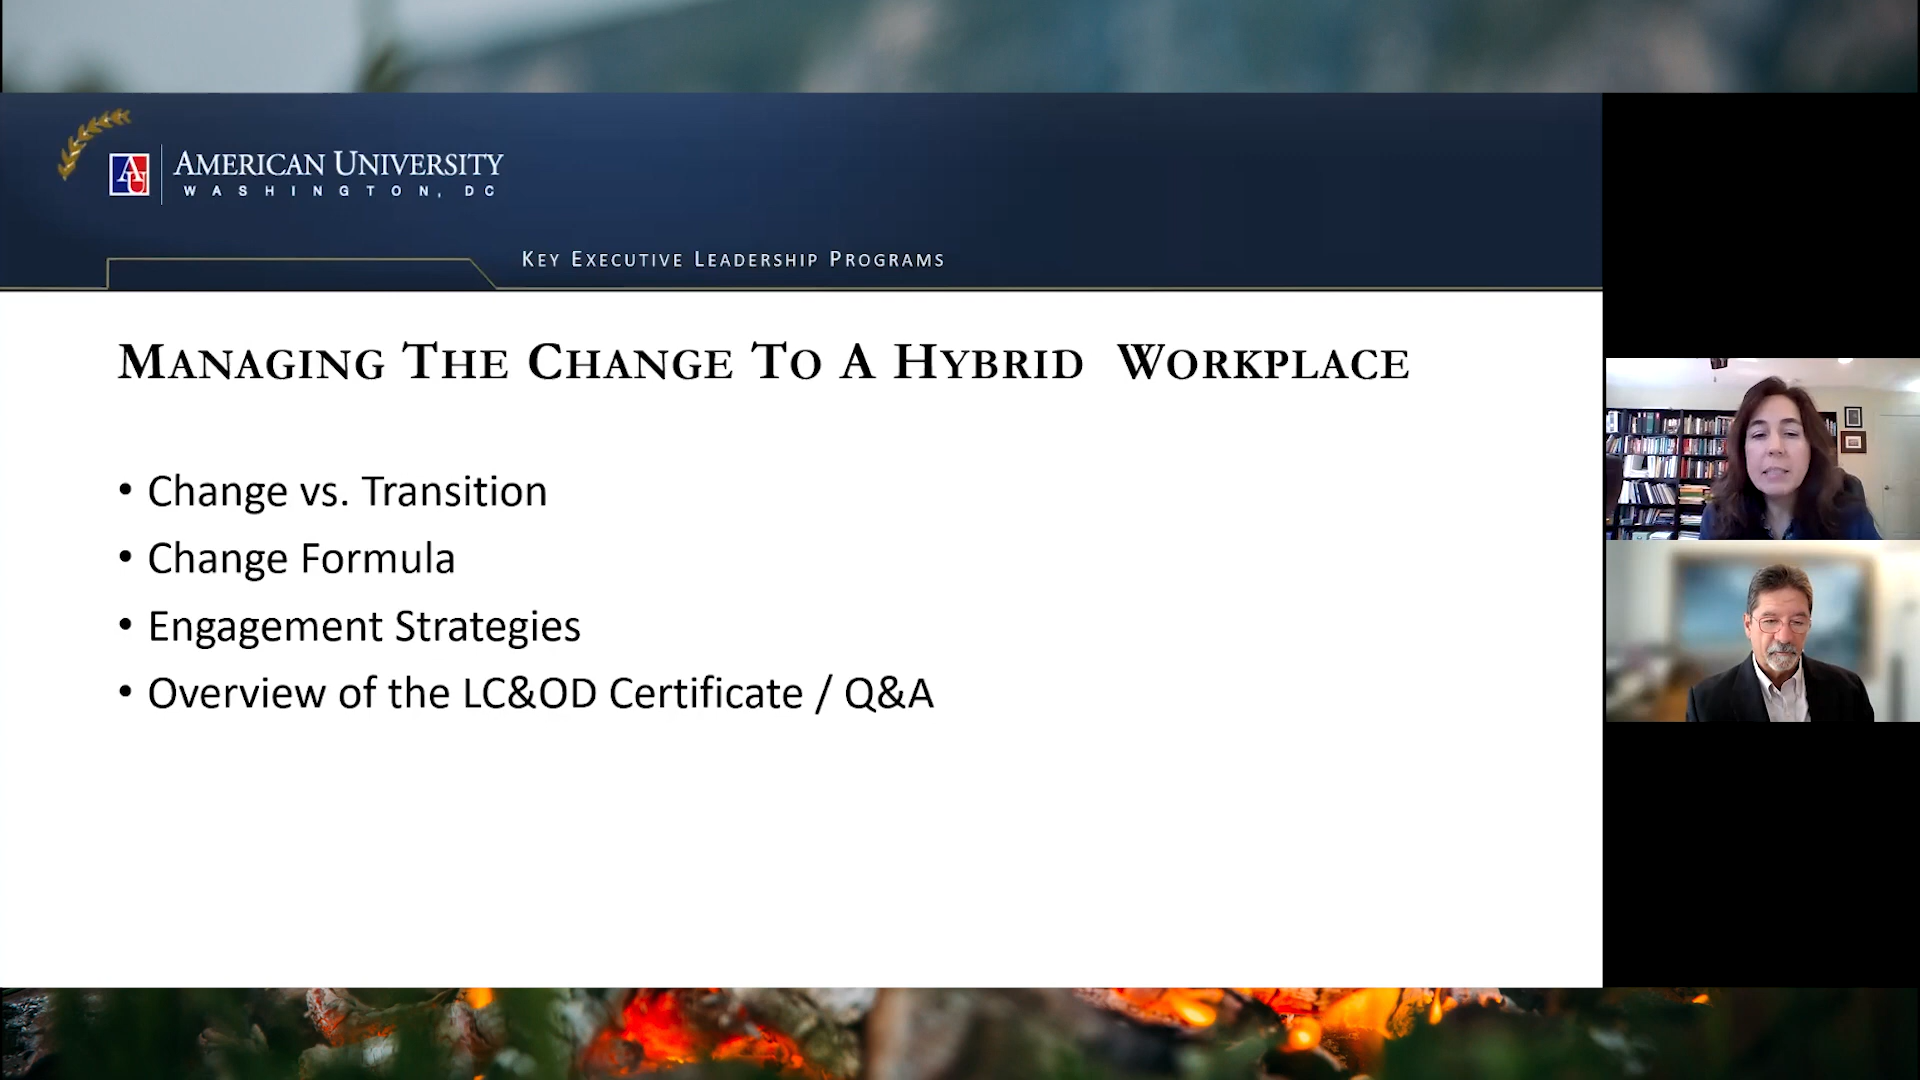 AU
AMERICAN UNIVERSITY
WASHINGTON, DC
KEY EXECUTIVE LEADERSHIP PROGRAMS
MANAGING THE CHANGE TO A HYBRID WORKPLACE
• Change vs. Transition
• Change Formula
• Engagement Strategies
• Overview of the LC&OD Certificate / Q&A